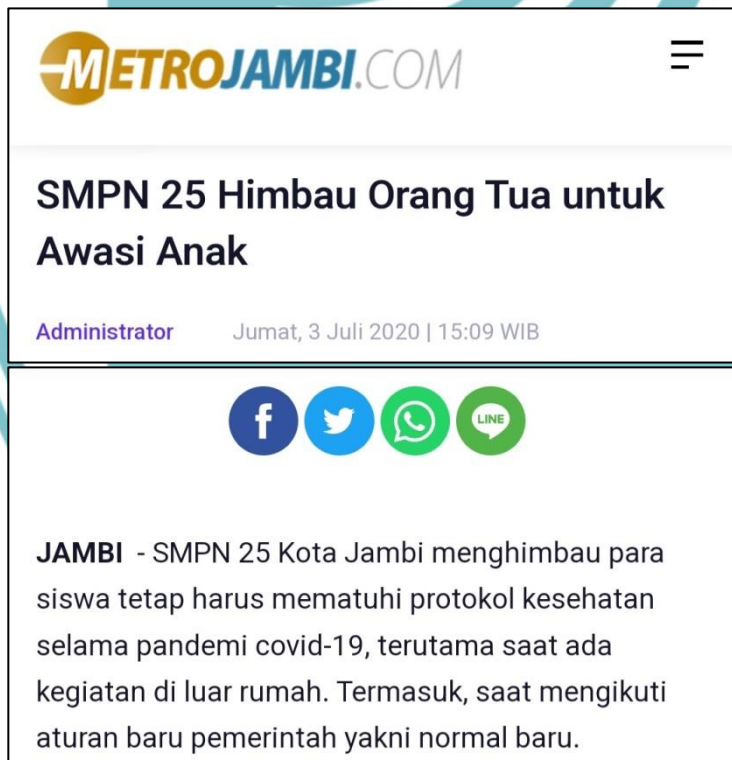 METROJAMBI.COM
SMPN 25 Himbau Orang Tua untuk
Awasi Anak
Administrator Jumat, 3 Juli 2020 | 15:09 WIB
f LINE
JAMBI - SMPN 25 Kota Jambi menghimbau para
siswa tetap harus mematuhi protokol kesehatan
selama pandemi covid-19, terutama saat ada
kegiatan di luar rumah. Termasuk, saat mengikuti
aturan baru pemerintah yakni normal baru.